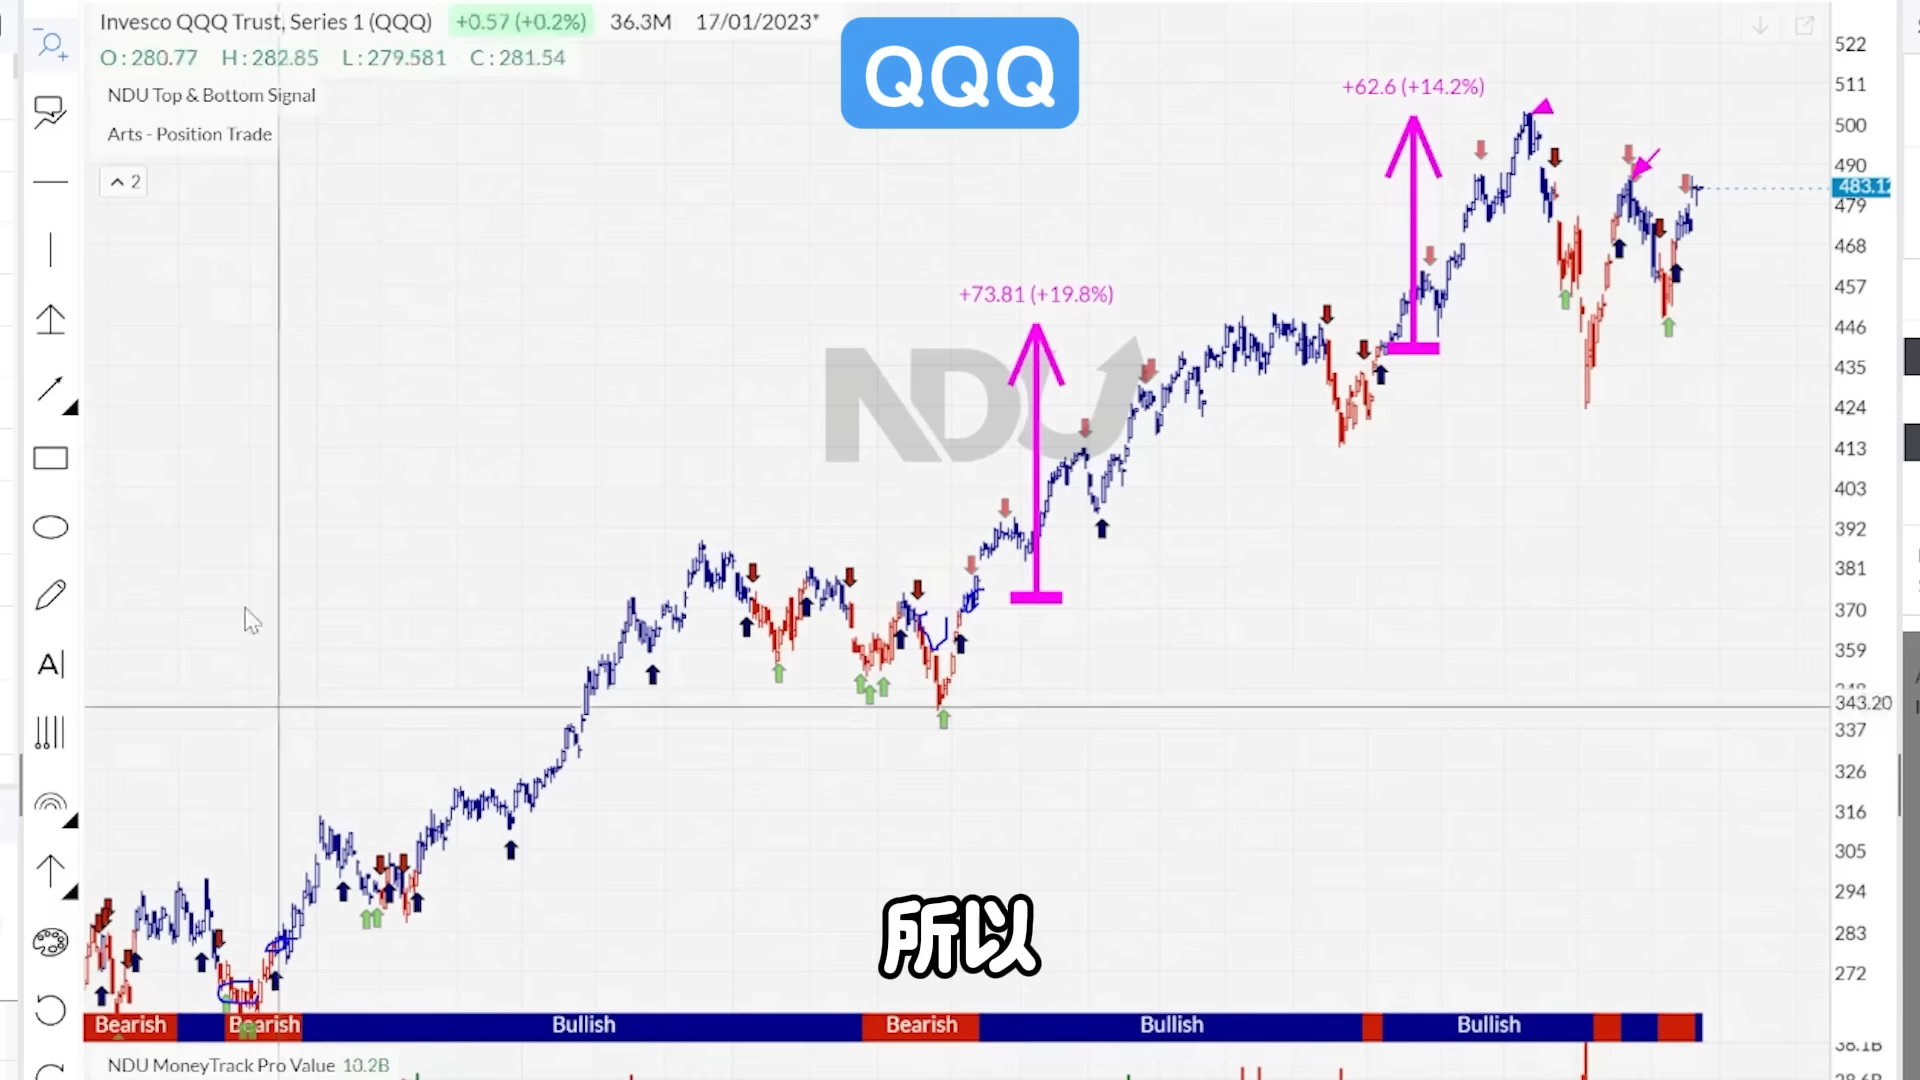 Invesco QQQ Trust, Series 1 (QQQ) +0.57 (+0.2%) 36.3M 17/01/2023*
O: 280.77 H: 282.85 L: 279.581 C: 281.54
NDU Top & Bottom Signal
Arts - Position Trade
2
QQQ
+62.6 (+14.2%)
+73.81 (+19.8%)
NDU
522
511
500
490
483.12
479
468
457
446
435
424
413
403
392
381
370
359
343.20
337
326
316
305
294
283
272
A
所以
Bearish Bearish Bullish Bearish Bullish Bullish
NDU MoneyTrack Pro Value 10.2B